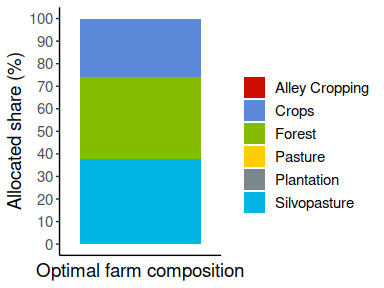 Allocated share (%)
100
90
80
70
60
50
40
30
20
10
0
Optimal farm composition
Alley Cropping
Crops
Forest
Pasture
Plantation
Silvopasture